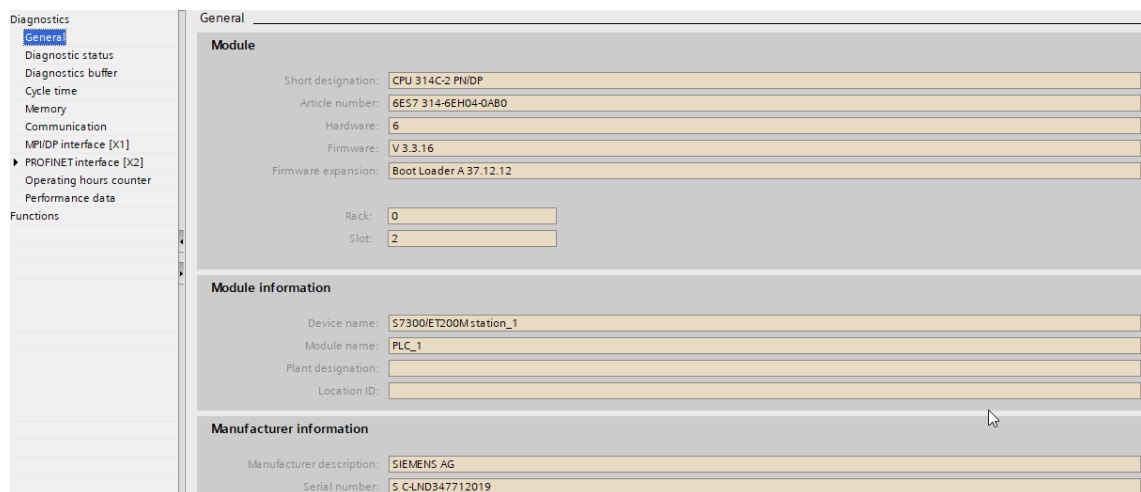 Diagnostics
General
Diagnostic status
Diagnostics buffer
Cycle time
Memory
Communication
MPI/DP interface [X1]
PROFINET interface [X2]
Operating hours counter
Performance data
Functions
General
Module
Short designation: CPU 314C-2 PN/DP
Article number: 6ES7 314-6EH04-0AB0
Hardware: 6
Firmware: V 3.3.16
Firmware expansion: Boot Loader A 37.12.12
Rack: 0
Slot: 2
Module information
Device name: S7300/ET200M station_1
Module name: PLC_1
Plant designation:
Location ID:
Manufacturer information
Manufacturer description: SIEMENS AG
Serial number: S C-LND347712019